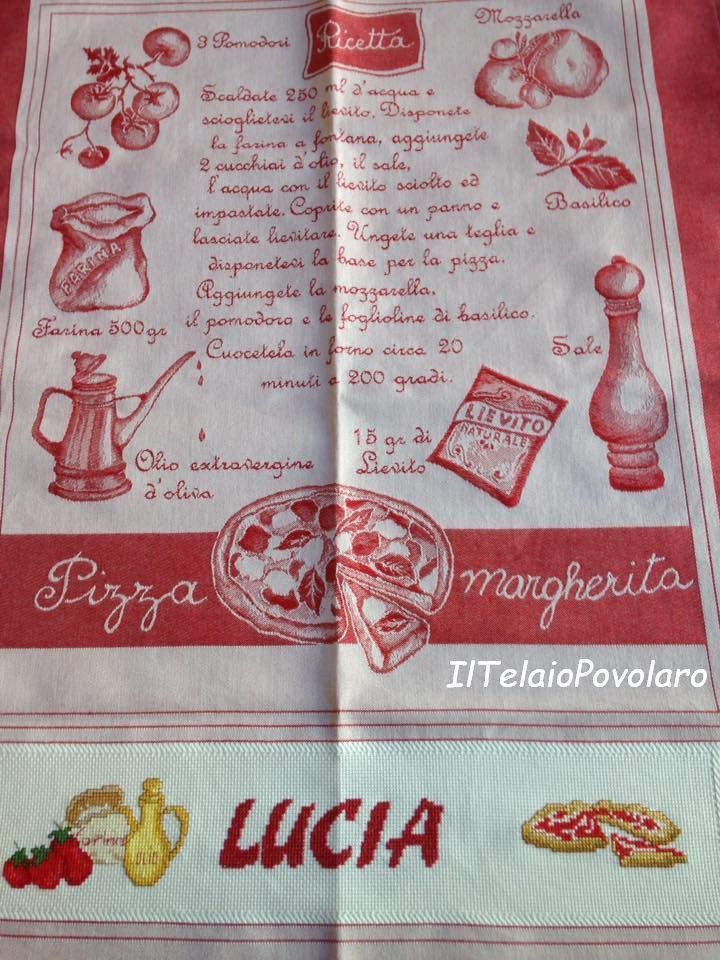 Ricetta
3 Pomodori
Mozzarella
Scaldate 250 ml d'acqua e
scioglietevi il lievito. Disponete
la farina a fontana, aggiungete
2 cucchiai d'olio, il sale,
l'acqua con il lievito sciolto ed
impastate. Coprite con un panno e
lasciate lievitare. Ungete una teglia e
disponetevi la base per la pizza.
Aggiungete la mozzarella,
il pomodoro e le foglioline di basilico.
Cuocetela in forno circa 20
minuti a 200 gradi.
Basilico
FARINA
Farina 500gr
Sale
LIEVITO
NATURALE
Olio extravergine
d'oliva
15 gr di
Lievito
Pizza margherita
IlTelaioPovolaro
farina
OLIO
LUCIA